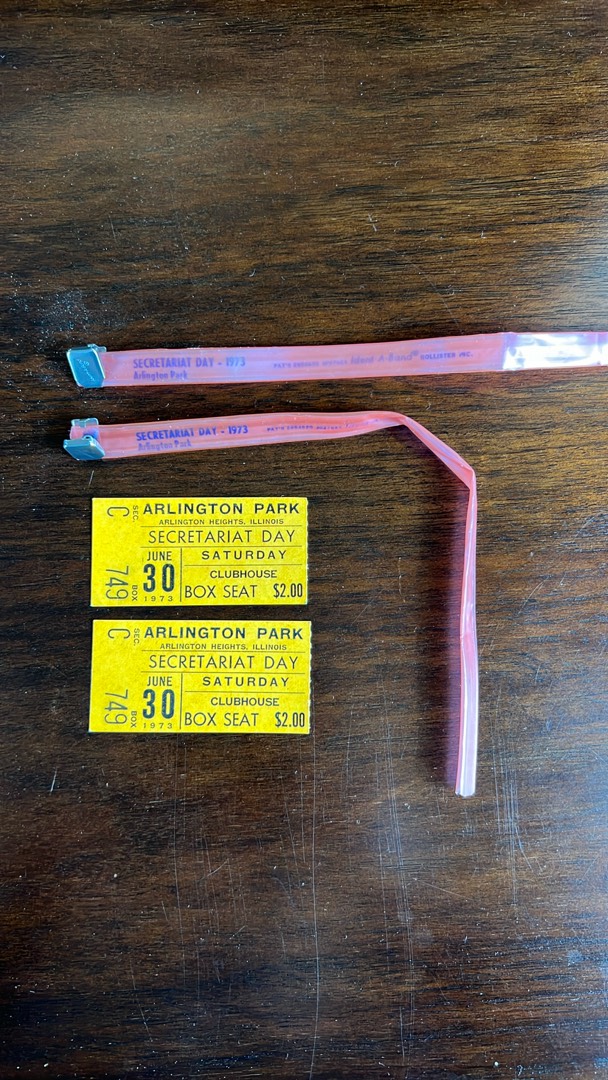 SECRETARIAT DAY - 1973
Arlington Park
Ident-A-Band® HOLLISTER INC.
SECRETARIAT DAY - 1973
Arlington Park
SEC. C
749 BOX
ARLINGTON PARK
ARLINGTON HEIGHTS, ILLINOIS
SECRETARIAT DAY
JUNE 30 1973
SATURDAY
CLUBHOUSE
BOX SEAT $2.00
SEC. C
749 BOX
ARLINGTON PARK
ARLINGTON HEIGHTS, ILLINOIS
SECRETARIAT DAY
JUNE 30 1973
SATURDAY
CLUBHOUSE
BOX SEAT $2.00